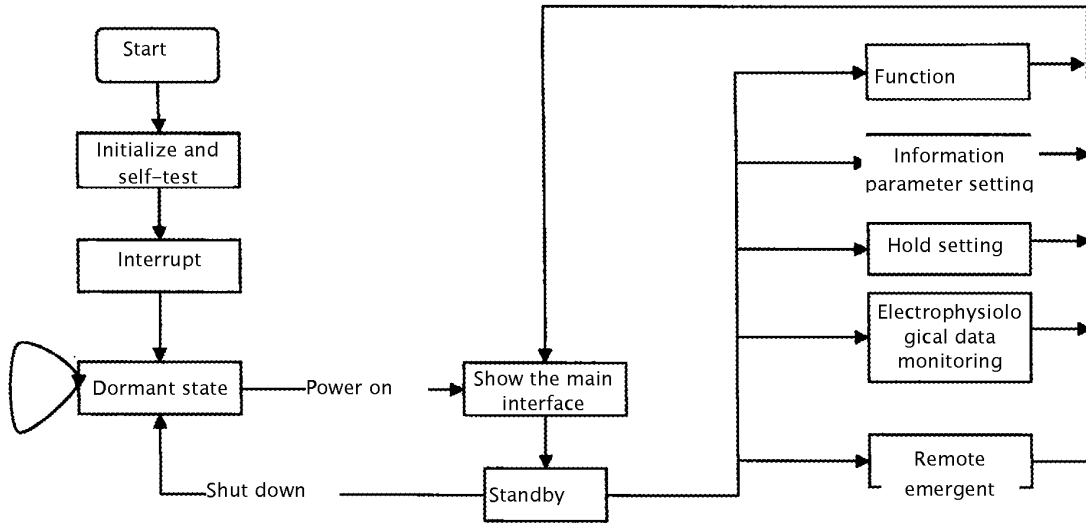 Start
Initialize and
self-test
Interrupt
Dormant state
Power on
Show the main
interface
Shut down
Standby
Function
Information
parameter setting
Hold setting
Electrophysiolo
gical data
monitoring
Remote
emergent